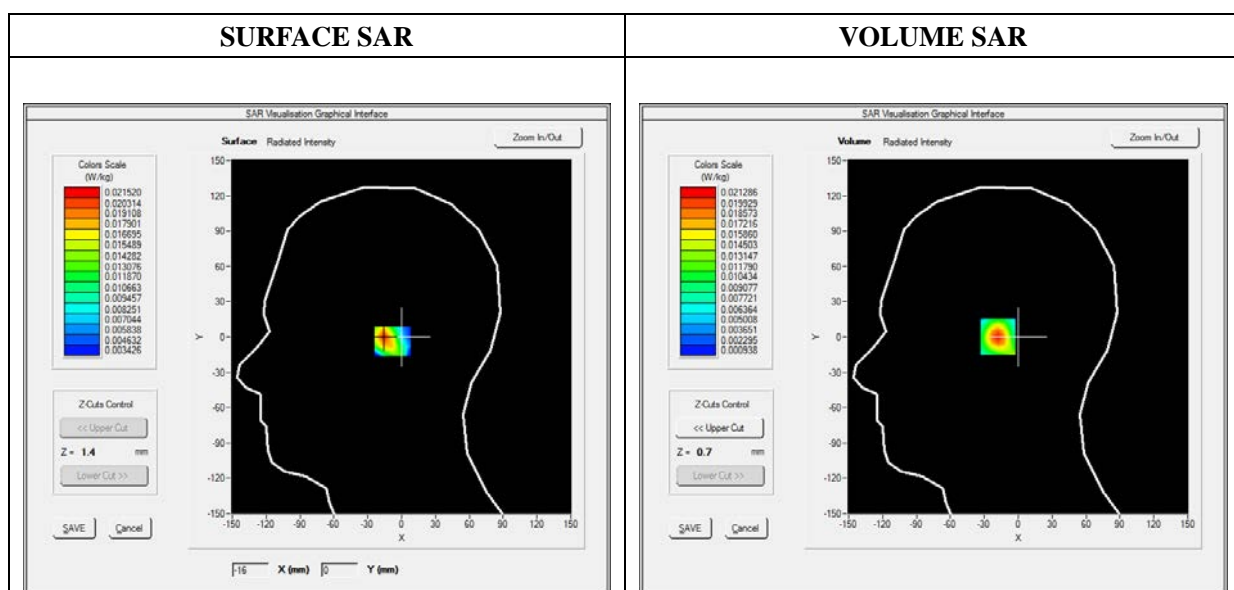 SURFACE SAR
VOLUME SAR
SAR Visualisation Graphical Interface
Surface Radiated Intensity
Zoom In/Out
Colors Scale
(W/kg)
0.021520
0.020314
0.019108
0.017901
0.016695
0.015489
0.014282
0.013076
0.011870
0.010663
0.009457
0.008251
0.007044
0.005838
0.004632
0.003426
Z-Cuts Control
<< Upper Cut
Z = 1.4 mm
Lower Cut >>
SAVE Cancel
150
120
90
60
30
0
-30
-60
-90
-120
-150
Y
-150 -120 -90 -60 -30 0 30 60 90 120 150
X
-16 X (mm) 0 Y (mm)
SAR Visualisation Graphical Interface
Volume Radiated Intensity
Zoom In/Out
Colors Scale
(W/kg)
0.021286
0.019929
0.018573
0.017216
0.015860
0.014503
0.013147
0.011790
0.010434
0.009077
0.007721
0.006364
0.005008
0.003651
0.002295
0.000938
Z-Cuts Control
<< Upper Cut
Z = 0.7 mm
Lower Cut >>
SAVE Cancel
150
120
90
60
30
0
-30
-60
-90
-120
-150
Y
-150 -120 -90 -60 -30 0 30 60 90 120 150
X